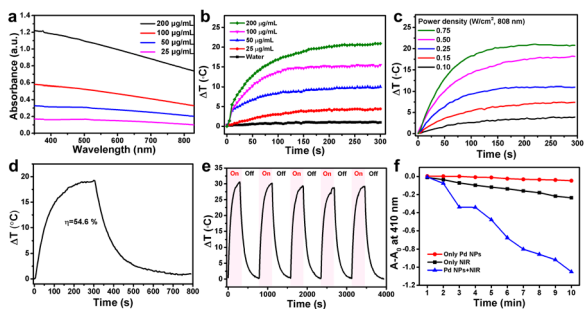 a
200 μg/mL
100 μg/mL
50 μg/mL
25 μg/mL
Absorbance (a.u.)
1.4
1.2
1.0
0.8
0.6
0.4
0.2
0.0
400 500 600 700 800
Wavelength (nm)
b
200 μg/mL
100 μg/mL
50 μg/mL
25 μg/mL
Water
ΔT (·C)
30
25
20
15
10
5
0
0 50 100 150 200 250 300
Time (s)
c
Power density (W/cm², 808 nm)
0.75
0.50
0.25
0.15
0.10
ΔT (·C)
25
20
15
10
5
0
0 50 100 150 200 250 300
Time (s)
d
η=54.6 %
ΔT (°C)
25
20
15
10
5
0
0 100 200 300 400 500 600 700 800
Time (s)
e
On Off On Off On Off On Off On Off
ΔT (·C)
35
30
25
20
15
10
5
0
0 1000 2000 3000 4000
Time (s)
f
A-A₀ at 410 nm
0.2
0.0
-0.2
-0.4
-0.6
-0.8
-1.0
Only Pd NPs
Only NIR
Pd NPs+NIR
1 2 3 4 5 6 7 8 9 10
Time (min)